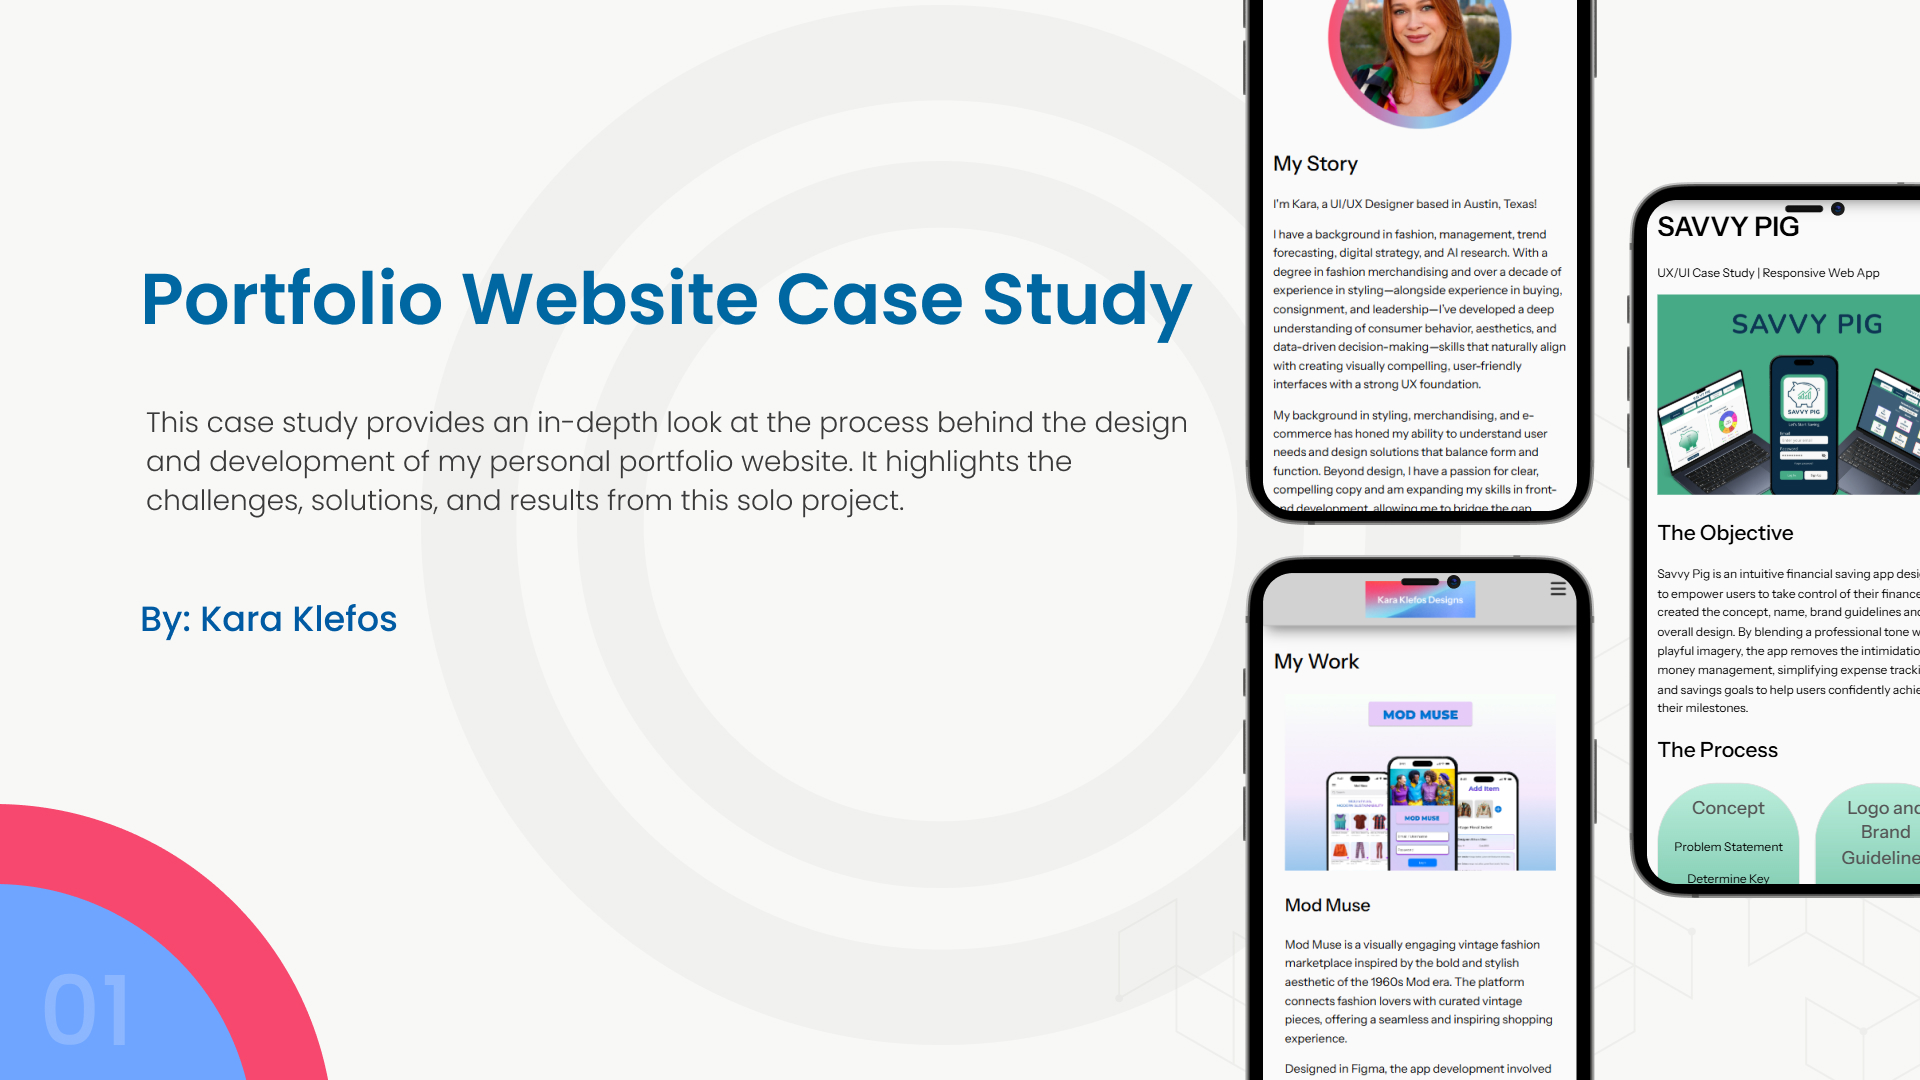 Portfolio Website Case Study
This case study provides an in-depth look at the process behind the design
and development of my personal portfolio website. It highlights the
challenges, solutions, and results from this solo project.
By: Kara Klefos
01
My Story
I'm Kara, a UI/UX Designer based in Austin, Texas!
I have a background in fashion, management, trend
forecasting, digital strategy, and AI research. With a
degree in fashion merchandising and over a decade of
experience in styling—alongside experience in buying,
consignment, and leadership—I've developed a deep
understanding of consumer behavior, aesthetics, and
data-driven decision-making—skills that naturally align
with creating visually compelling, user-friendly
interfaces with a strong UX foundation.
My background in styling, merchandising, and e-
commerce has honed my ability to understand user
needs and design solutions that balance form and
function. Beyond design, I have a passion for clear,
compelling copy and am expanding my skills in front-
end development, allowing me to bridge the gap
Kara Klefos Designs
My Work
MOD MUSE
Add Item
MOD MUSE
Mod Muse
Mod Muse is a visually engaging vintage fashion
marketplace inspired by the bold and stylish
aesthetic of the 1960s Mod era. The platform
connects fashion lovers with curated vintage
pieces, offering a seamless and inspiring shopping
experience.
Designed in Figma, the app development involved
SAVVY PIG
UX/UI Case Study | Responsive Web App
SAVVY PIG
SAVVY PIG
The Objective
Savvy Pig is an intuitive financial saving app desi
to empower users to take control of their finance
created the concept, name, brand guidelines and
overall design. By blending a professional tone w
playful imagery, the app removes the intimidatio
money management, simplifying expense tracki
and savings goals to help users confidently achie
their milestones.
The Process
Concept
Problem Statement
Determine Key
Logo and
Brand
Guideline